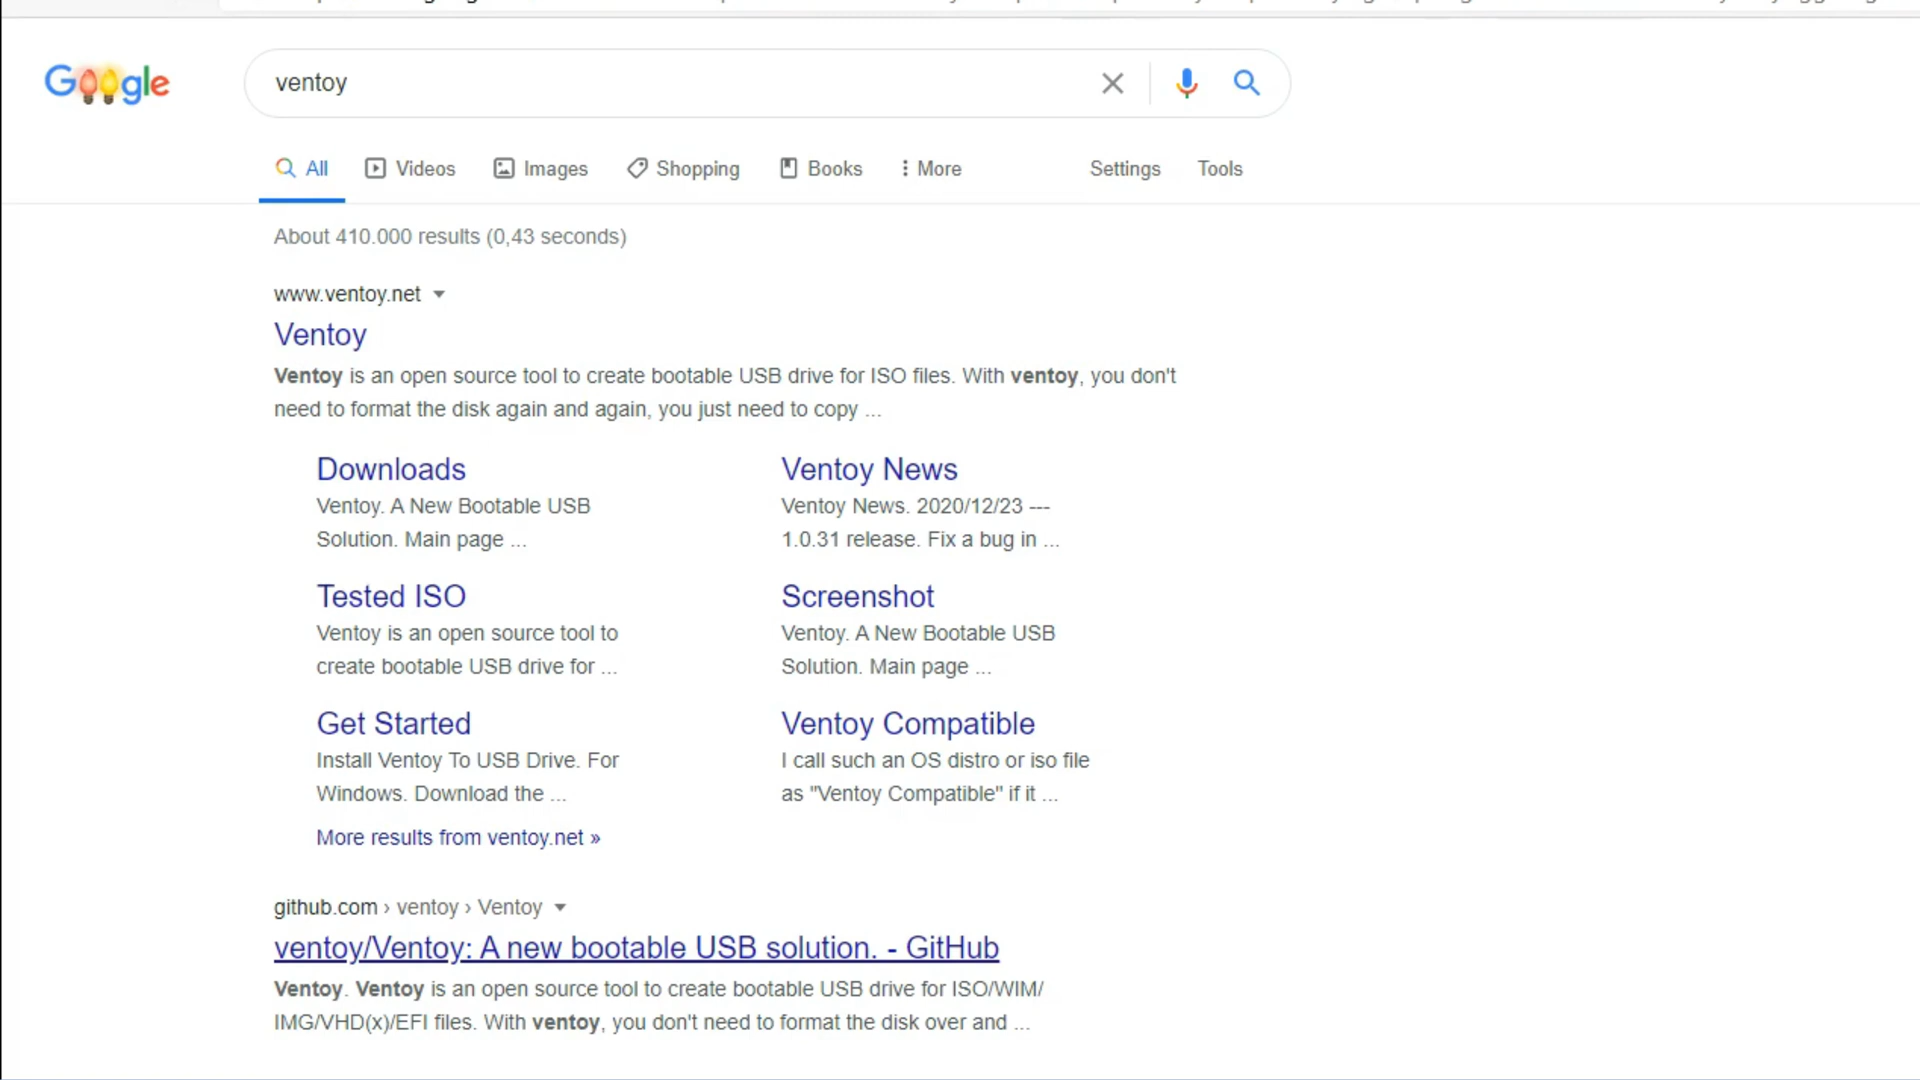 Google
ventoy
All Videos Images Shopping Books More Settings Tools
About 410.000 results (0,43 seconds)
www.ventoy.net
Ventoy
Ventoy is an open source tool to create bootable USB drive for ISO files. With ventoy, you don't
need to format the disk again and again, you just need to copy ...
Downloads
Ventoy. A New Bootable USB
Solution. Main page ...
Ventoy News
Ventoy News. 2020/12/23 ---
1.0.31 release. Fix a bug in ...
Tested ISO
Ventoy is an open source tool to
create bootable USB drive for ...
Screenshot
Ventoy. A New Bootable USB
Solution. Main page ...
Get Started
Install Ventoy To USB Drive. For
Windows. Download the ...
Ventoy Compatible
I call such an OS distro or iso file
as "Ventoy Compatible" if it ...
More results from ventoy.net »
github.com › ventoy › Ventoy
ventoy/Ventoy: A new bootable USB solution. - GitHub
Ventoy. Ventoy is an open source tool to create bootable USB drive for ISO/WIM/
IMG/VHD(x)/EFI files. With ventoy, you don't need to format the disk over and ...